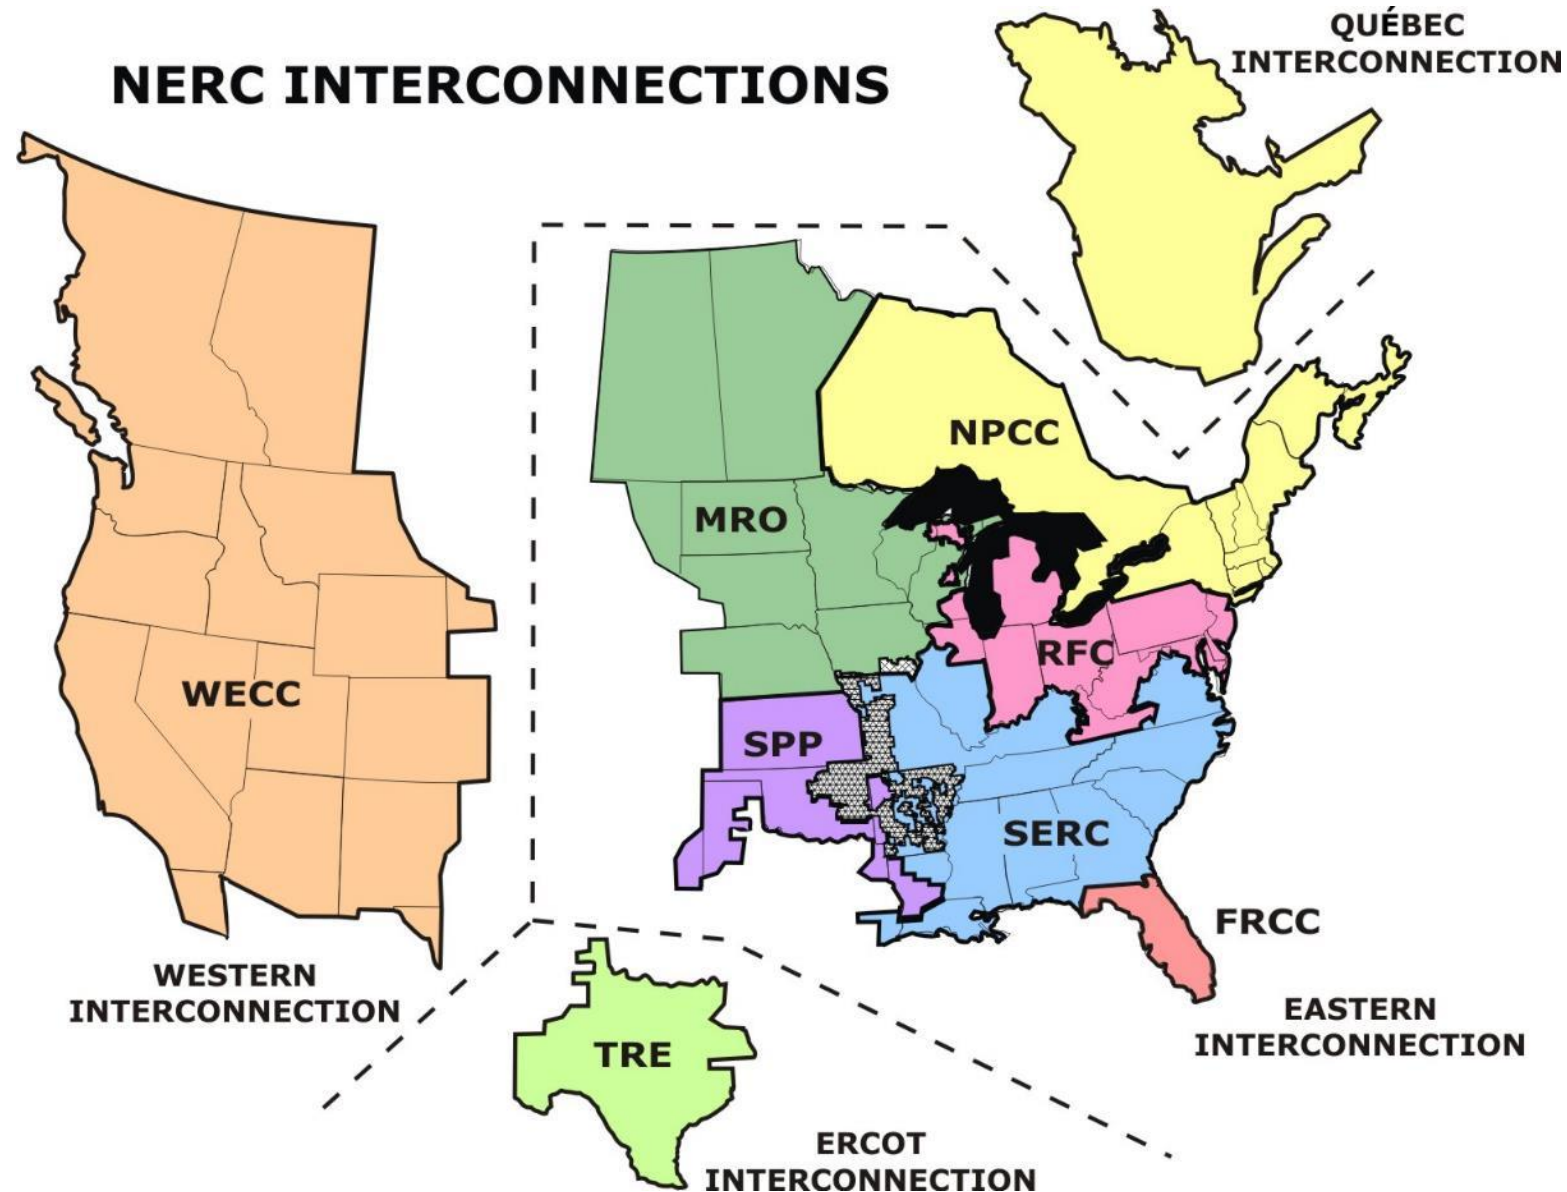 QUÉBEC
INTERCONNECTION
NERC INTERCONNECTIONS
NPCC
MRO
RFC
WECC
SPP
SERC
FRCC
WESTERN
INTERCONNECTION
EASTERN
INTERCONNECTION
TRE
ERCOT
INTERCONNECTION